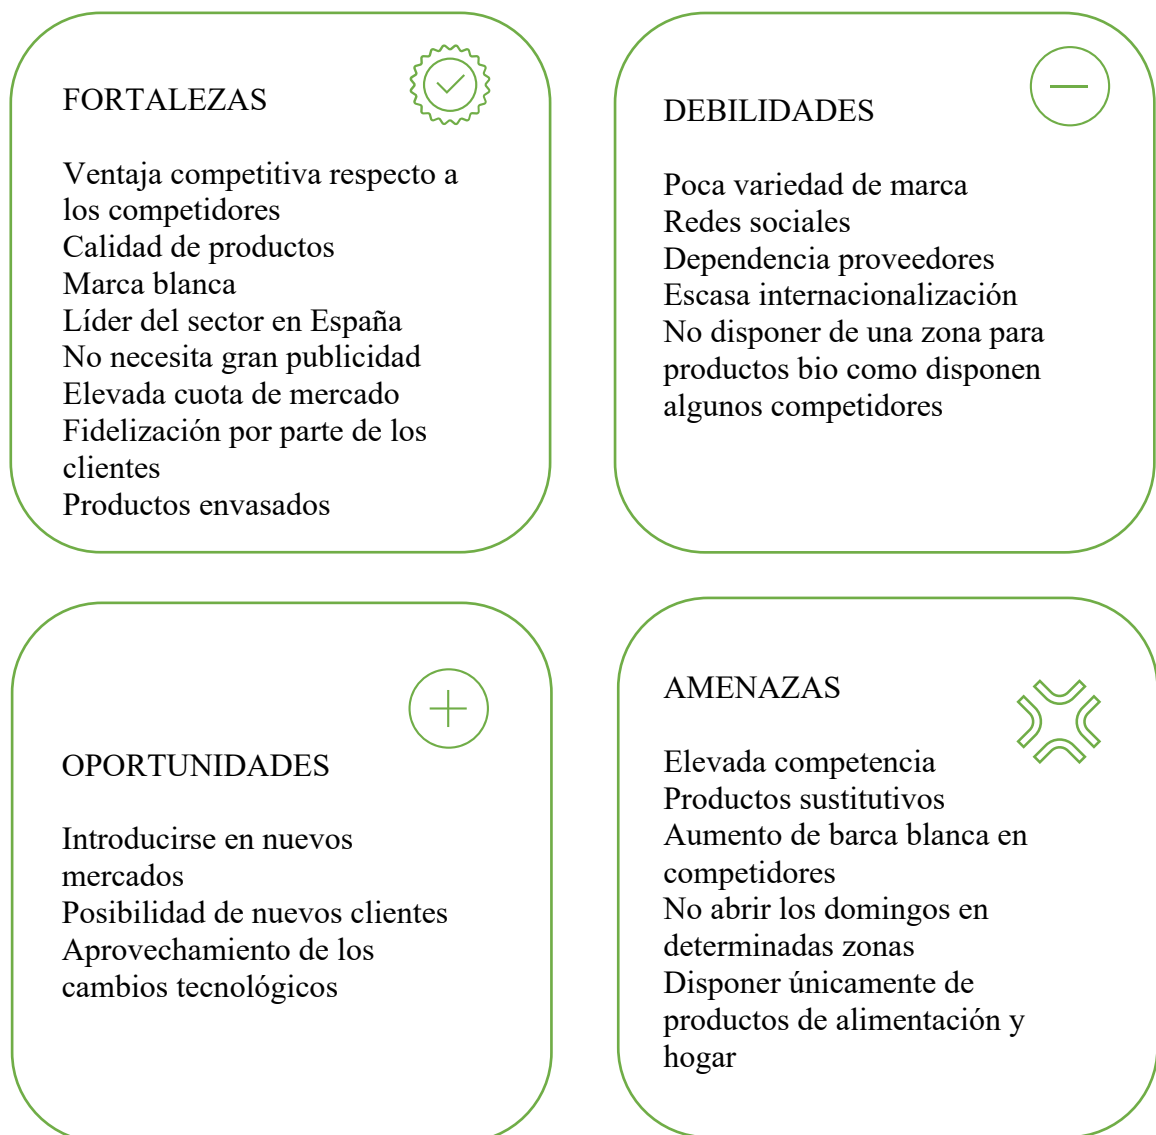 FORTALEZAS
Ventaja competitiva respecto a
los competidores
Calidad de productos
Marca blanca
Líder del sector en España
No necesita gran publicidad
Elevada cuota de mercado
Fidelización por parte de los
clientes
Productos envasados
DEBILIDADES
Poca variedad de marca
Redes sociales
Dependencia proveedores
Escasa internacionalización
No disponer de una zona para
productos bio como disponen
algunos competidores
OPORTUNIDADES
Introducirse en nuevos
mercados
Posibilidad de nuevos clientes
Aprovechamiento de los
cambios tecnológicos
AMENAZAS
Elevada competencia
Productos sustitutivos
Aumento de barca blanca en
competidores
No abrir los domingos en
determinadas zonas
Disponer únicamente de
productos de alimentación y
hogar